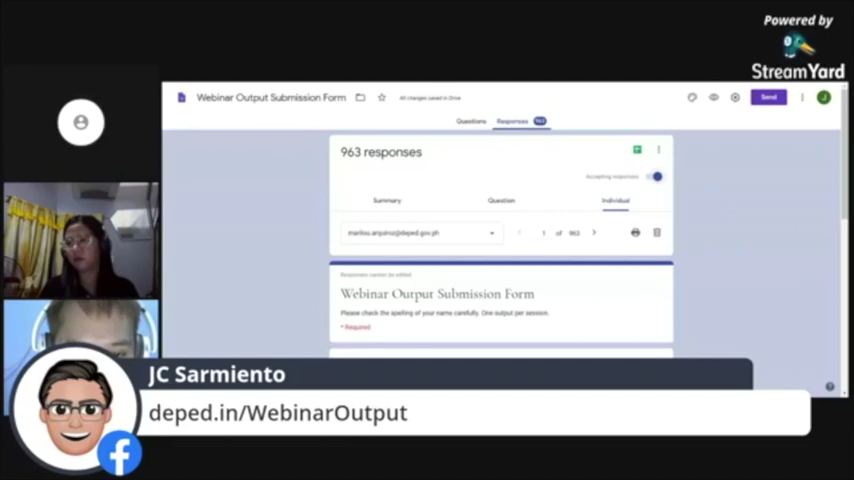 Powered by
StreamYard
Webinar Output Submission Form
All changes saved in Drive
Send
J
Questions
Responses 963
963 responses
Accepting responses
Summary
Question
Individual
marilou.arquiroz@deped.gov.ph
1 of 963
Responses cannot be edited
Webinar Output Submission Form
Please check the spelling of your name carefully. One output per session.
* Required
JC Sarmiento
deped.in/WebinarOutput